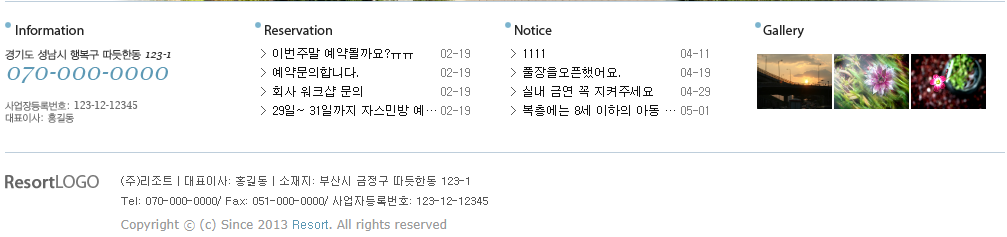 Information
경기도 성남시 행복구 따듯한동 123-1
070-000-0000
사업장등록번호: 123-12-12345
대표이사: 홍길동
Reservation
이번주말 예약될까요?ㅠㅠ 02-19
예약문의합니다. 02-19
회사 워크샵 문의 02-19
29일~ 31일까지 자스민방 예… 02-19
Notice
1111 04-11
풀장을오픈했어요. 04-19
실내 금연 꼭 지켜주세요 04-29
복층에는 8세 이하의 아동 … 05-01
Gallery
ResortLOGO
(주)리조트 | 대표이사: 홍길동 | 소재지: 부산시 금정구 따듯한동 123-1
Tel: 070-000-0000/ Fax: 051-000-0000/ 사업자등록번호: 123-12-12345
Copyright © (c) Since 2013 Resort. All rights reserved